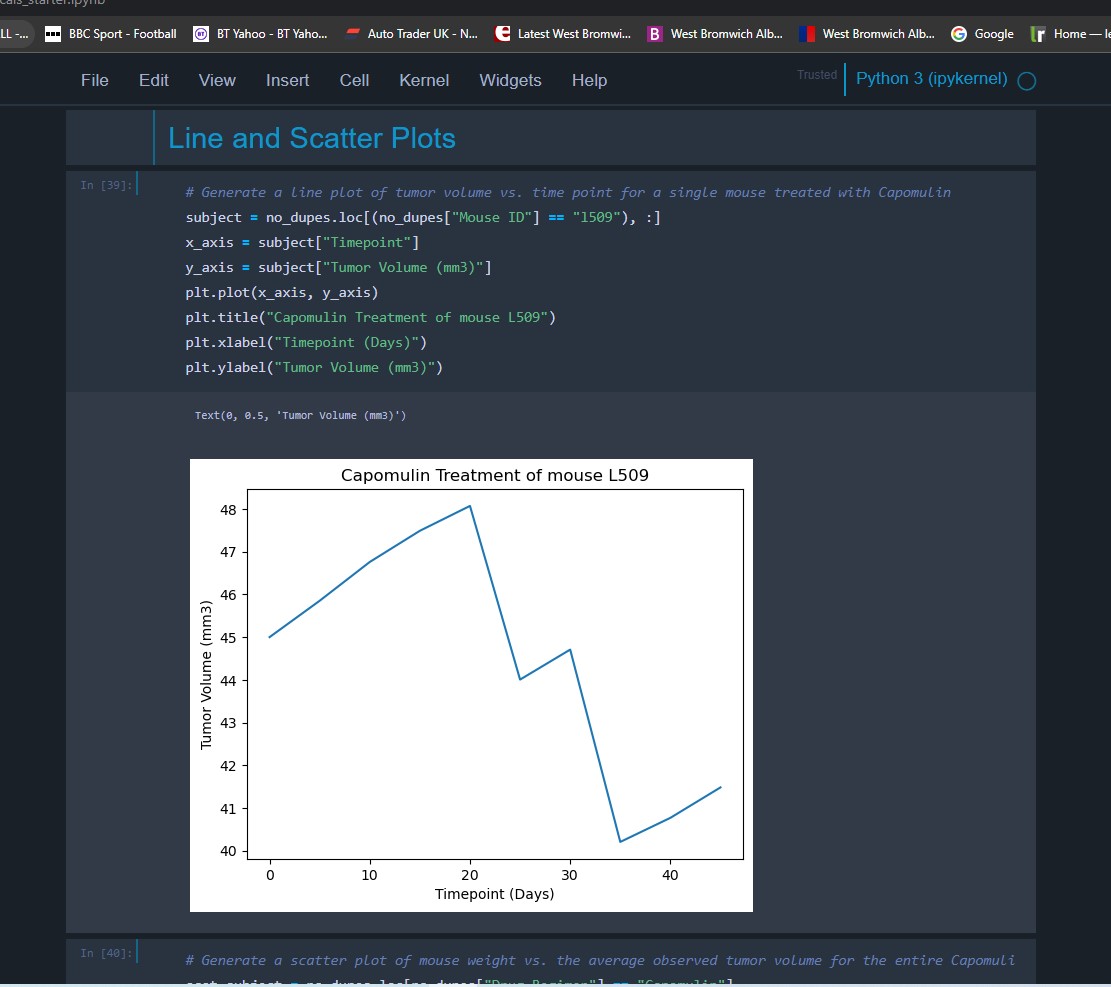 cals_starter.ipynb
LL -...
BBC Sport - Football
BT Yahoo - BT Yaho...
Auto Trader UK - N...
Latest West Bromwi...
West Bromwich Alb...
West Bromwich Alb...
Google
Home — le
File Edit View Insert Cell Kernel Widgets Help
Trusted
Python 3 (ipykernel)
Line and Scatter Plots
In [39]:
# Generate a line plot of tumor volume vs. time point for a single mouse treated with Capomulin
subject = no_dupes.loc[(no_dupes["Mouse ID"] == "l509"), :]
x_axis = subject["Timepoint"]
y_axis = subject["Tumor Volume (mm3)"]
plt.plot(x_axis, y_axis)
plt.title("Capomulin Treatment of mouse L509")
plt.xlabel("Timepoint (Days)")
plt.ylabel("Tumor Volume (mm3)")
Text(0, 0.5, 'Tumor Volume (mm3)')
Capomulin Treatment of mouse L509
48
47
46
45
44
43
42
41
40
Tumor Volume (mm3)
0 10 20 30 40
Timepoint (Days)
In [40]:
# Generate a scatter plot of mouse weight vs. the average observed tumor volume for the entire Capomuli